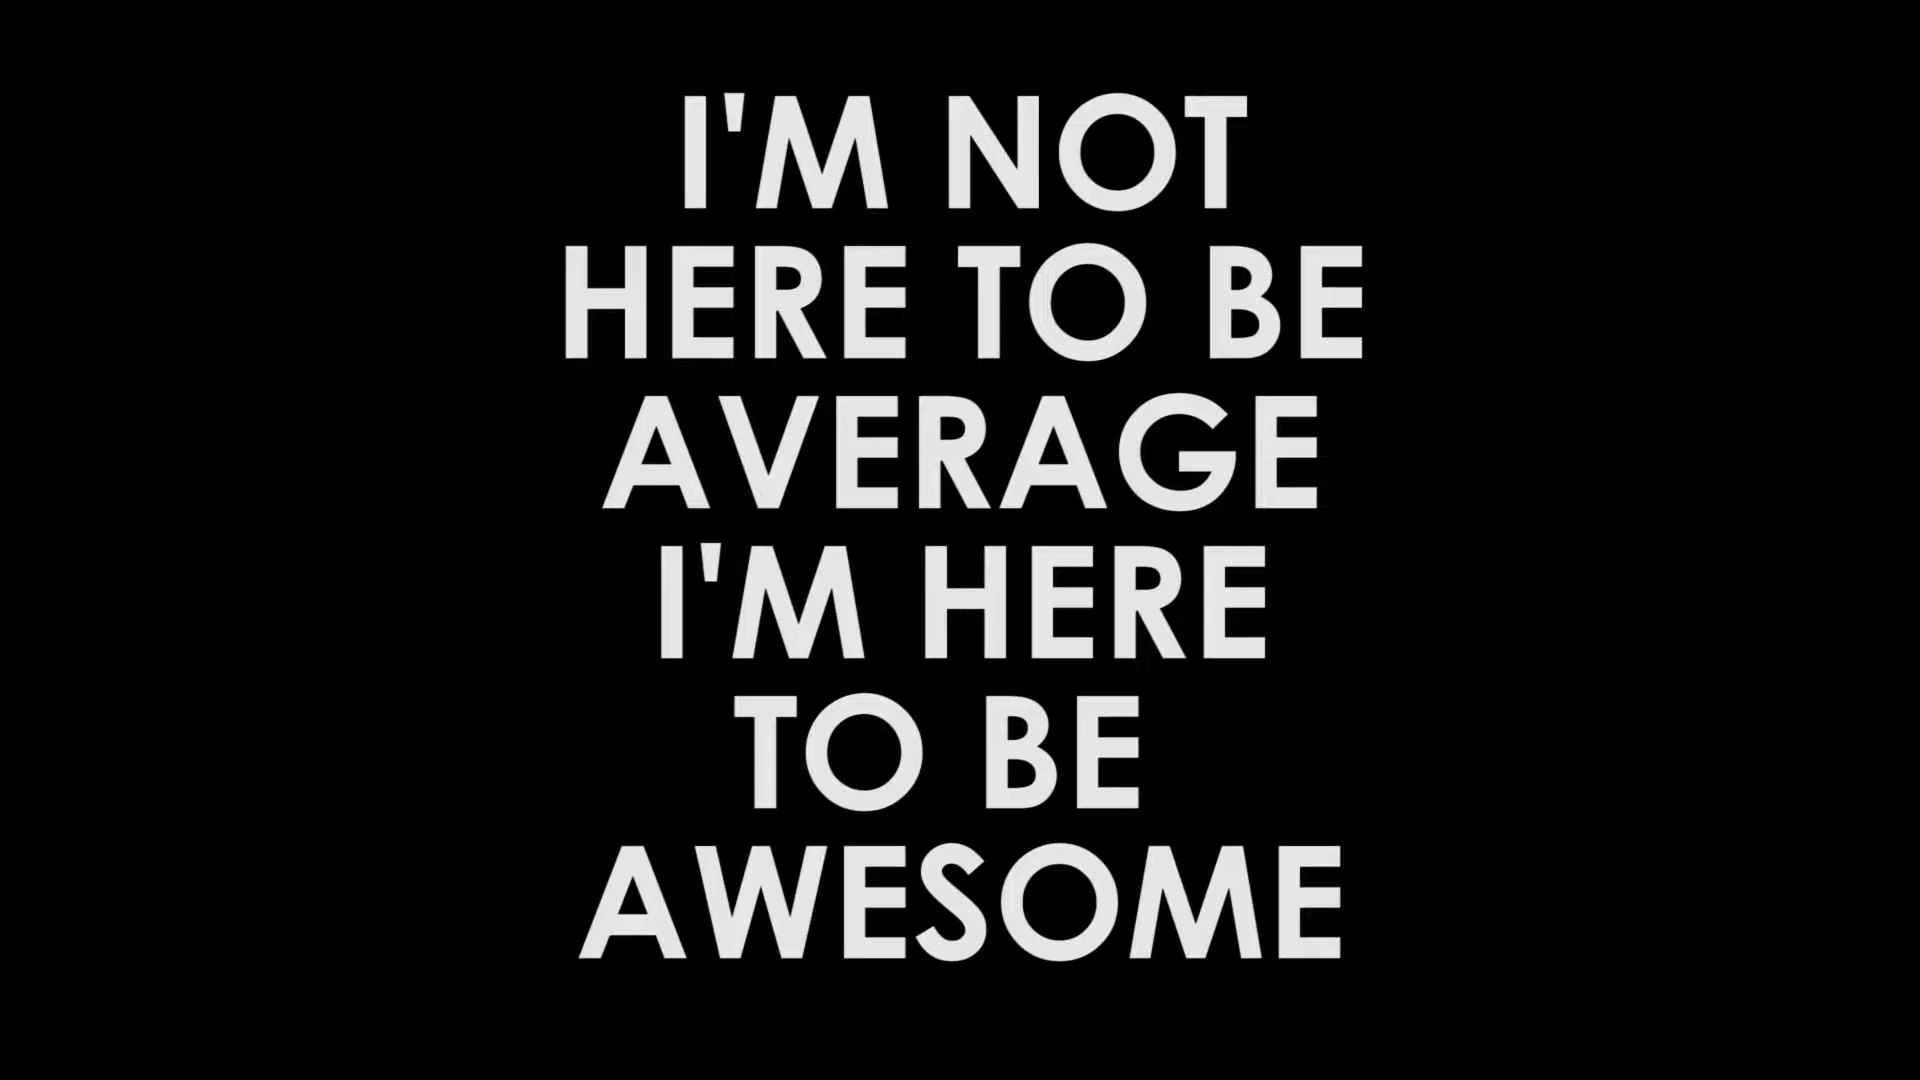 I'M NOT
HERE TO BE
AVERAGE
I'M HERE
TO BE
AWESOME